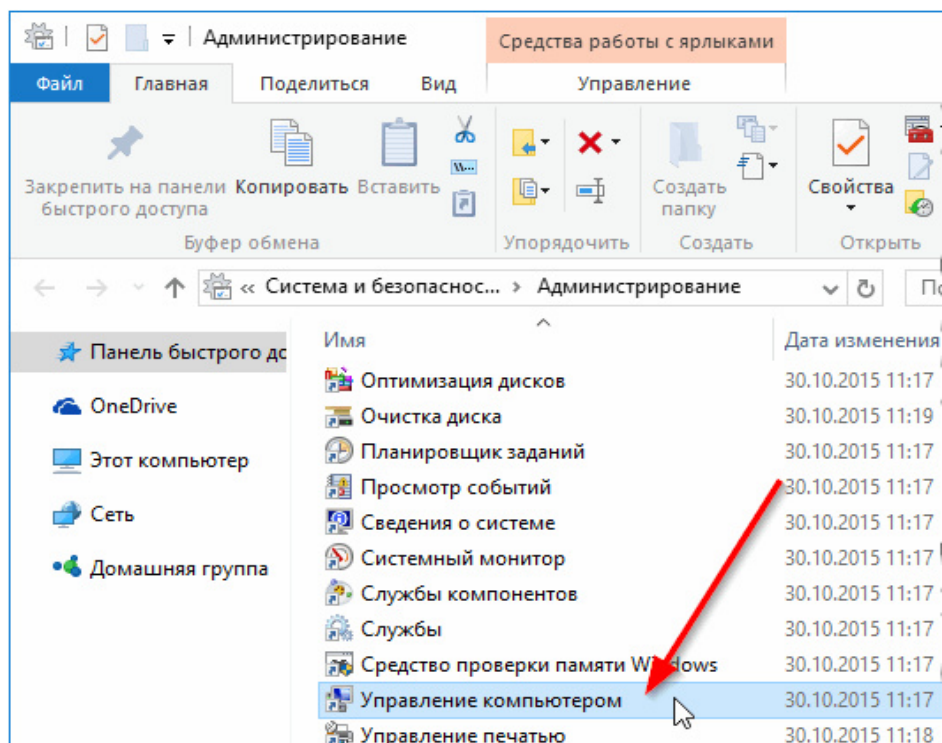 Администрирование
Средства работы с ярлыками
Файл Главная Поделиться Вид Управление
Закрепить на панели быстрого доступа
Копировать
Вставить
Создать папку
Свойства
Буфер обмена Упорядочить Создать Открыть
« Система и безопаснос... › Администрирование
Имя Дата изменения
Панель быстрого до
OneDrive
Этот компьютер
Сеть
Домашняя группа
Оптимизация дисков 30.10.2015 11:17
Очистка диска 30.10.2015 11:19
Планировщик заданий 30.10.2015 11:17
Просмотр событий 30.10.2015 11:17
Сведения о системе 30.10.2015 11:17
Системный монитор 30.10.2015 11:17
Службы компонентов 30.10.2015 11:17
Службы 30.10.2015 11:17
Средство проверки памяти Windows 30.10.2015 11:17
Управление компьютером 30.10.2015 11:17
Управление печатью 30.10.2015 11:18